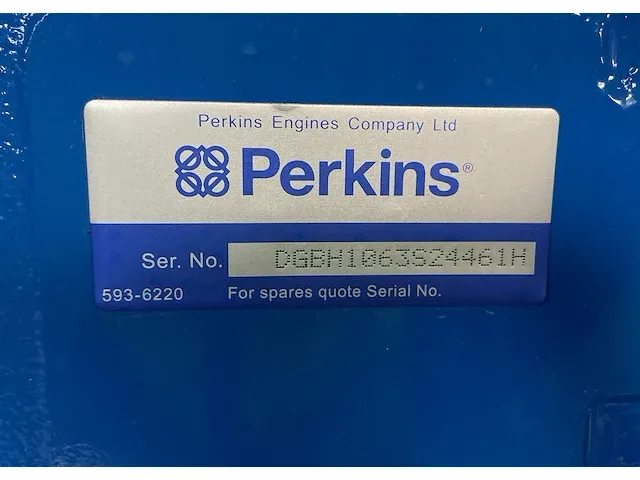 Perkins Engines Company Ltd
Perkins®
Ser. No. DGBH1063S24461H
593-6220 For spares quote Serial No.